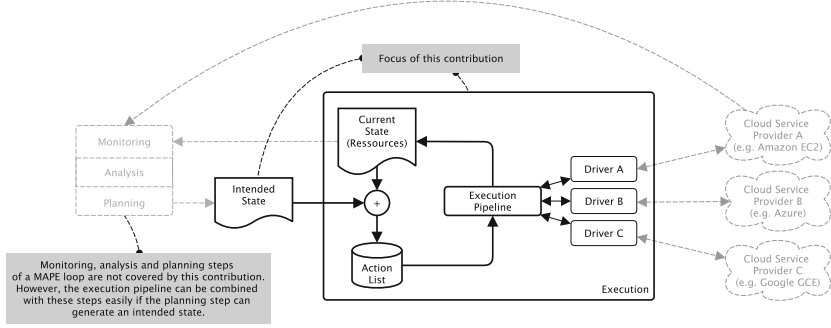 Focus of this contribution
Current
State
(Ressources)
Monitoring
Analysis
Planning
Intended
State
+
Action
List
Execution
Pipeline
Driver A
Driver B
Driver C
Execution
Cloud Service
Provider A
(e.g. Amazon EC2)
Cloud Service
Provider B
(e.g. Azure)
Cloud Service
Provider C
(e.g. Google GCE)
Monitoring, analysis and planning steps
of a MAPE loop are not covered by this contribution.
However, the execution pipeline can be combined
with these steps easily if the planning step can
generate an intended state.